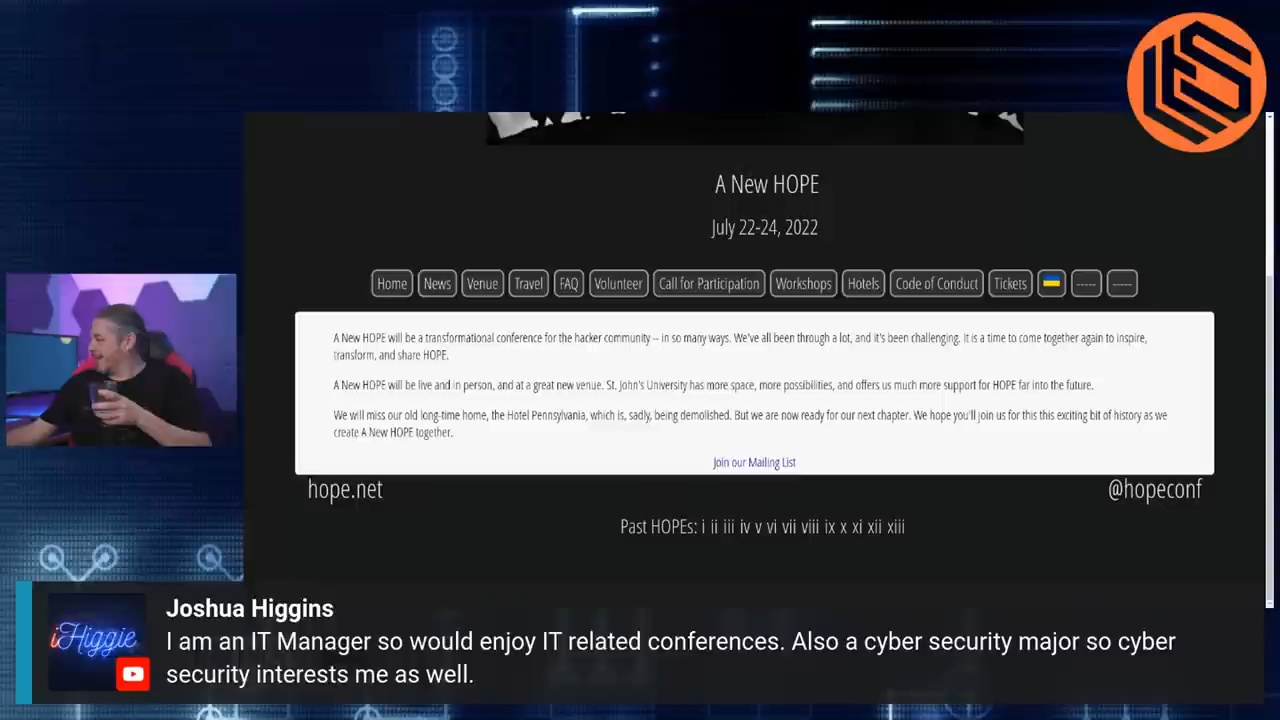 A New HOPE
July 22-24, 2022
Home News Venue Travel FAQ Volunteer Call for Participation Workshops Hotels Code of Conduct Tickets ----- -----
A New HOPE will be a transformational conference for the hacker community -- in so many ways. We've all been through a lot, and it's been challenging. It is a time to come together again to inspire,
transform, and share HOPE.
A New HOPE will be live and in person, and at a great new venue. St. John's University has more space, more possibilities, and offers us much more support for HOPE far into the future.
We will miss our old long-time home, the Hotel Pennsylvania, which is, sadly, being demolished. But we are now ready for our next chapter. We hope you'll join us for this this exciting bit of history as we
create A New HOPE together.
Join our Mailing List
hope.net @hopeconf
Past HOPEs: i ii iii iv v vi vii viii ix x xi xii xiii
iHiggie
Joshua Higgins
I am an IT Manager so would enjoy IT related conferences. Also a cyber security major so cyber
security interests me as well.